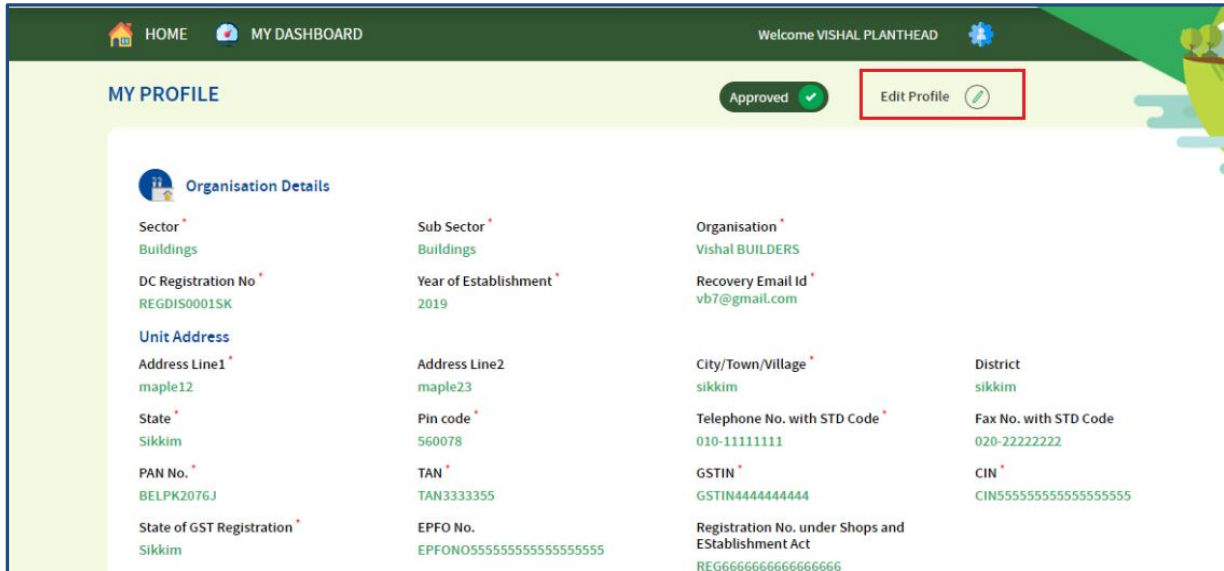 HOME MY DASHBOARD Welcome VISHAL PLANTHEAD
MY PROFILE Approved Edit Profile
Organisation Details
Sector * Sub Sector * Organisation *
Buildings Buildings Vishal BUILDERS
DC Registration No * Year of Establishment * Recovery Email Id *
REGDIS0001SK 2019 vb7@gmail.com
Unit Address
Address Line1 * Address Line2 City/Town/Village * District
maple12 maple23 sikkim sikkim
State * Pin code * Telephone No. with STD Code * Fax No. with STD Code
Sikkim 560078 010-11111111 020-22222222
PAN No. * TAN * GSTIN * CIN *
BELPK2076J TAN3333355 GSTIN4444444444 CIN555555555555555555
State of GST Registration * EPFO No. Registration No. under Shops and
EStablishment Act
Sikkim EPFONO555555555555555555 REG6666666666666666